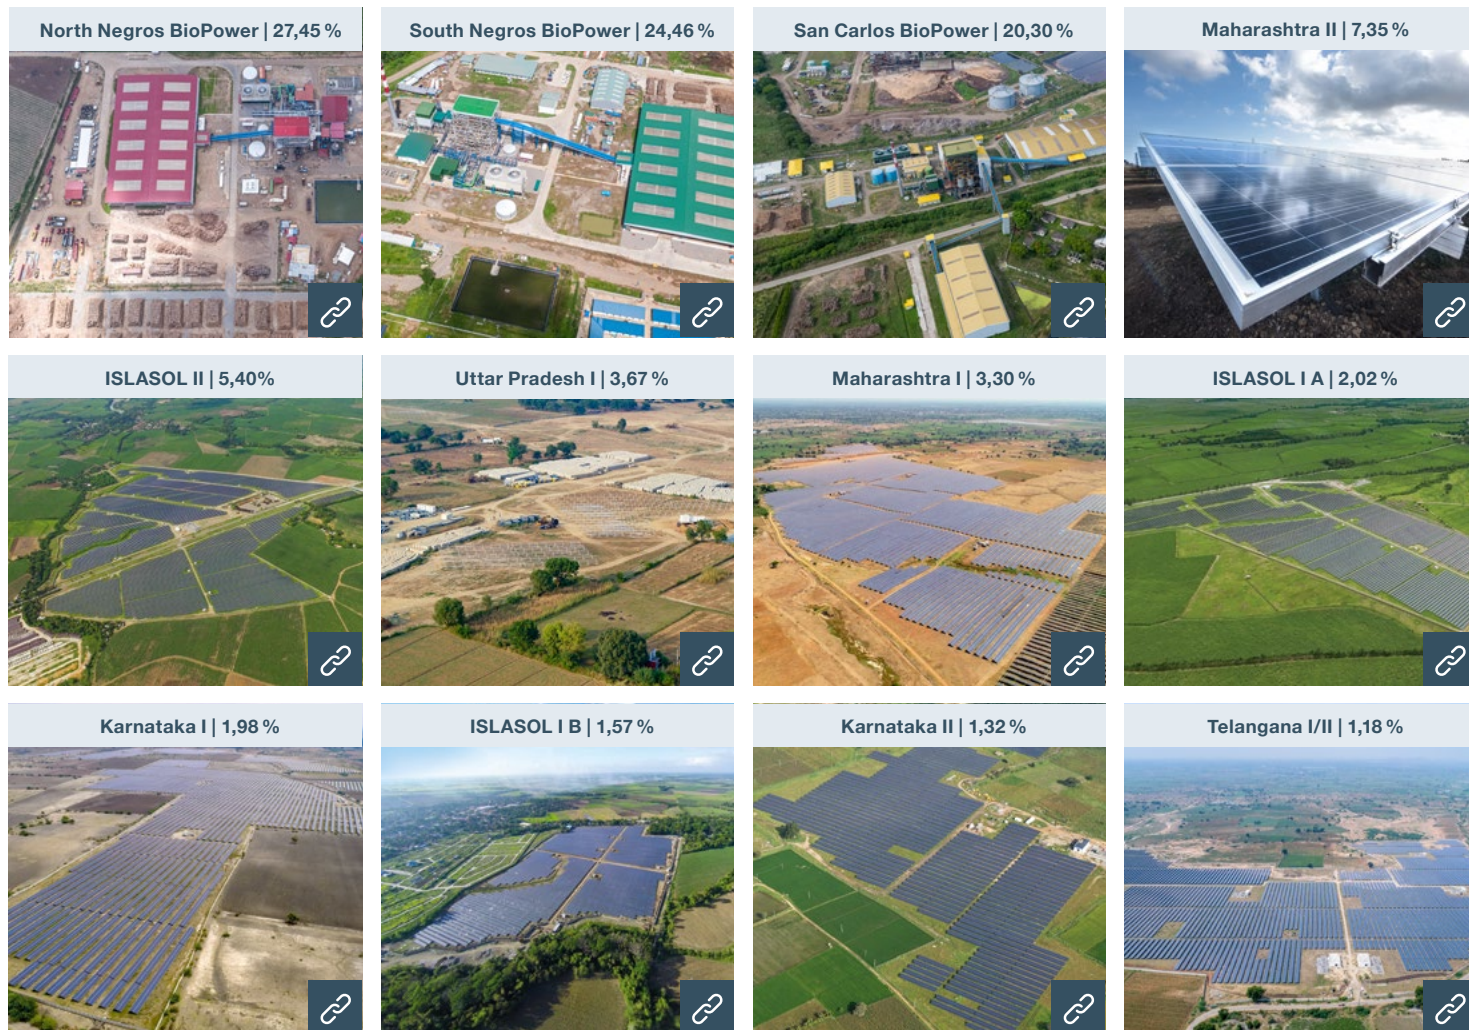 North Negros BioPower | 27,45 %
South Negros BioPower | 24,46 %
San Carlos BioPower | 20,30 %
Maharashtra II | 7,35 %
ISLASOL II | 5,40%
Uttar Pradesh I | 3,67 %
Maharashtra I | 3,30 %
ISLASOL I A | 2,02 %
Karnataka I | 1,98 %
ISLASOL I B | 1,57 %
Karnataka II | 1,32 %
Telangana I/II | 1,18 %